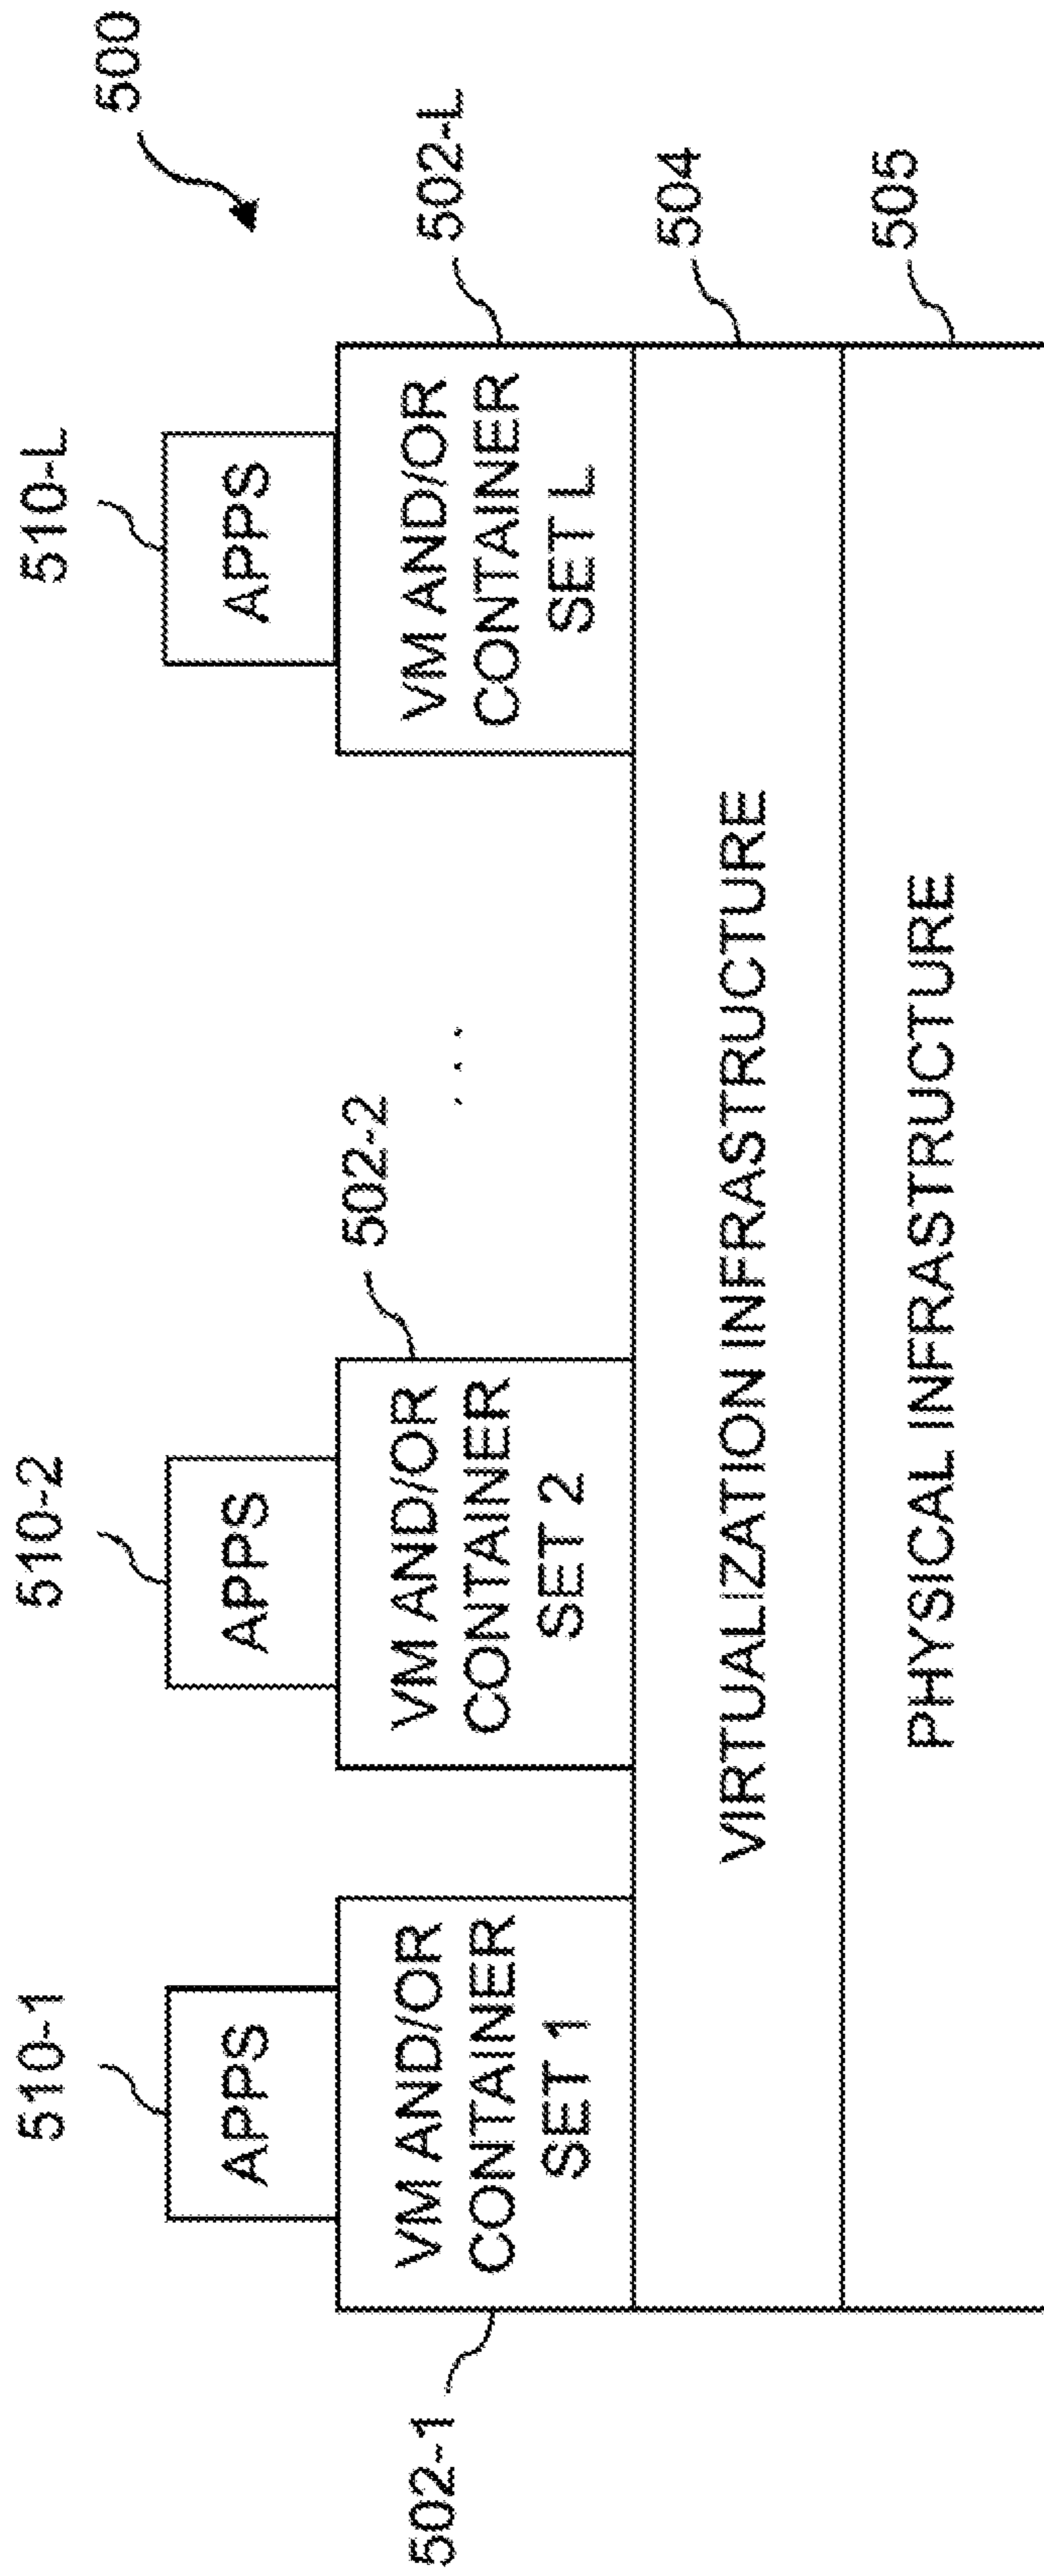 500
510-1
510-2
510-L
APPS
APPS
APPS
502-1
VM AND/OR
CONTAINER
SET 1
502-2
VM AND/OR
CONTAINER
SET 2
. . .
502-L
VM AND/OR
CONTAINER
SET L
VIRTUALIZATION INFRASTRUCTURE
504
PHYSICAL INFRASTRUCTURE
505